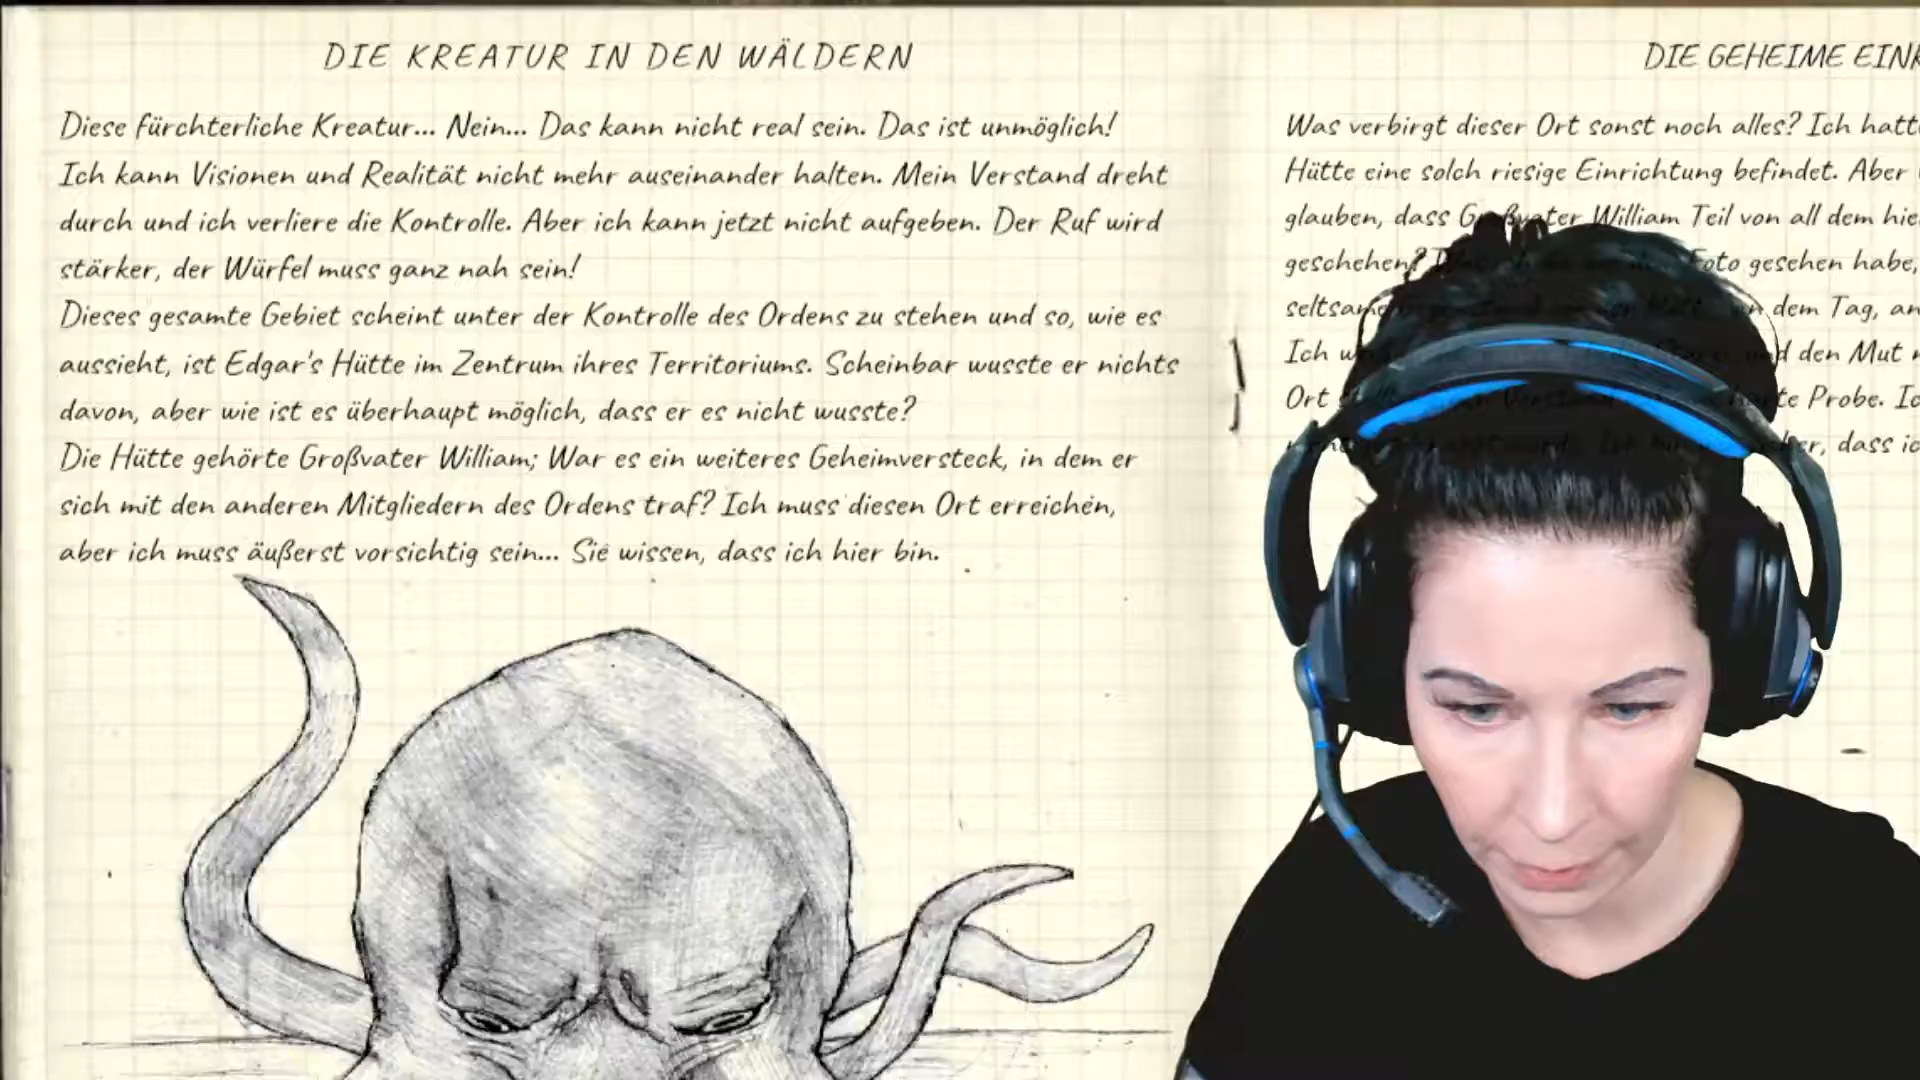 DIE KREATUR IN DEN WÄLDERN
Diese fürchterliche Kreatur... Nein... Das kann nicht real sein. Das ist unmöglich!
Ich kann Visionen und Realität nicht mehr auseinander halten. Mein Verstand dreht
durch und ich verliere die Kontrolle. Aber ich kann jetzt nicht aufgeben. Der Ruf wird
stärker, der Würfel muss ganz nah sein!
Dieses gesamte Gebiet scheint unter der Kontrolle des Ordens zu stehen und so, wie es
aussieht, ist Edgar's Hütte im Zentrum ihres Territoriums. Scheinbar wusste er nichts
davon, aber wie ist es überhaupt möglich, dass er es nicht wusste?
Die Hütte gehörte Großvater William; War es ein weiteres Geheimversteck, in dem er
sich mit den anderen Mitgliedern des Ordens traf? Ich muss diesen Ort erreichen,
aber ich muss äußerst vorsichtig sein... Sie wissen, dass ich hier bin.
DIE GEHEIME
Was verbirgt dieser Ort sonst noch alles? Ich
Hütte eine solch riesige Einrichtung befindet. Aber
glauben, dass Großvater William Teil von all dem
geschehen? Foto gesehen habe,
dem Tag,
Ich den Mut
Ort Probe.
dass